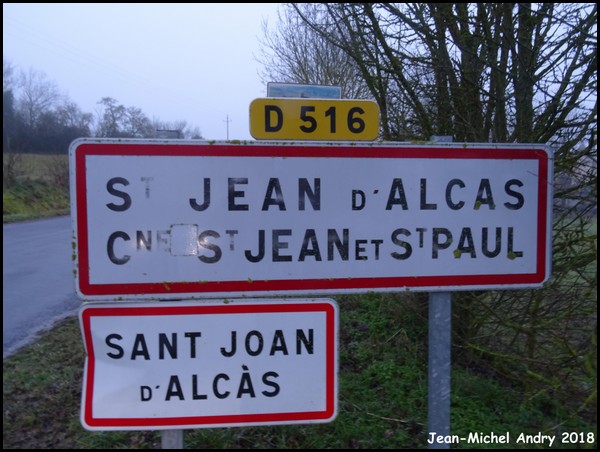 D 516
ST JEAN D'ALCAS
CNE ST JEAN ET ST PAUL
SANT JOAN
D'ALCÀS
Jean-Michel Andry 2018